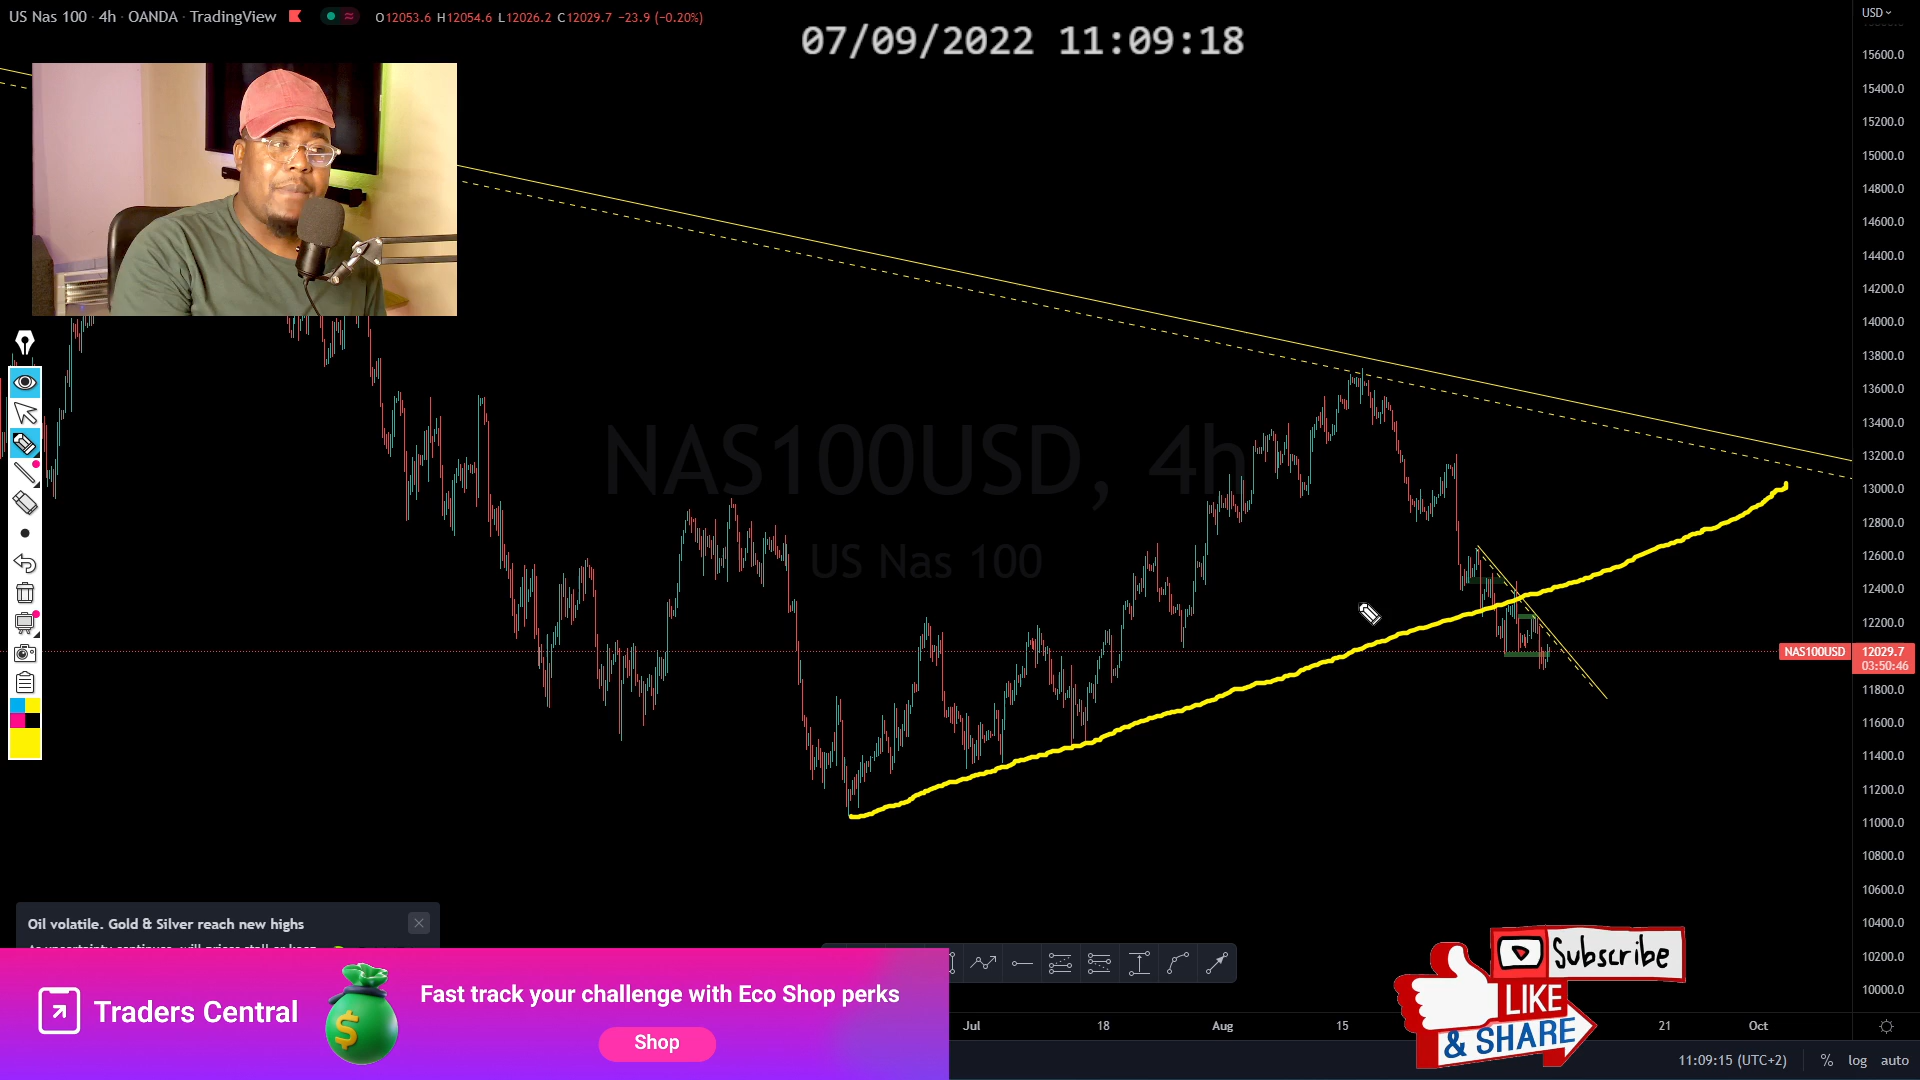 US Nas 100 · 4h · OANDA · TradingView
O12053.6 H12054.6 L12026.2 C12029.7 −23.9 (−0.20%)
07/09/2022 11:09:18
USD
15600.0
15400.0
15200.0
15000.0
14800.0
14600.0
14400.0
14200.0
14000.0
13800.0
13600.0
13400.0
13200.0
13000.0
12800.0
12600.0
12400.0
12200.0
NAS100USD 12029.7
03:50:46
11800.0
11600.0
11400.0
11200.0
11000.0
10800.0
10600.0
10400.0
10200.0
10000.0
NAS100USD, 4h
US Nas 100
Oil volatile. Gold & Silver reach new highs
Traders Central
Fast track your challenge with Eco Shop perks
Shop
$
Subscribe
LIKE
& SHARE
Jul 18 Aug 15 21 Oct
11:09:15 (UTC+2) % log auto